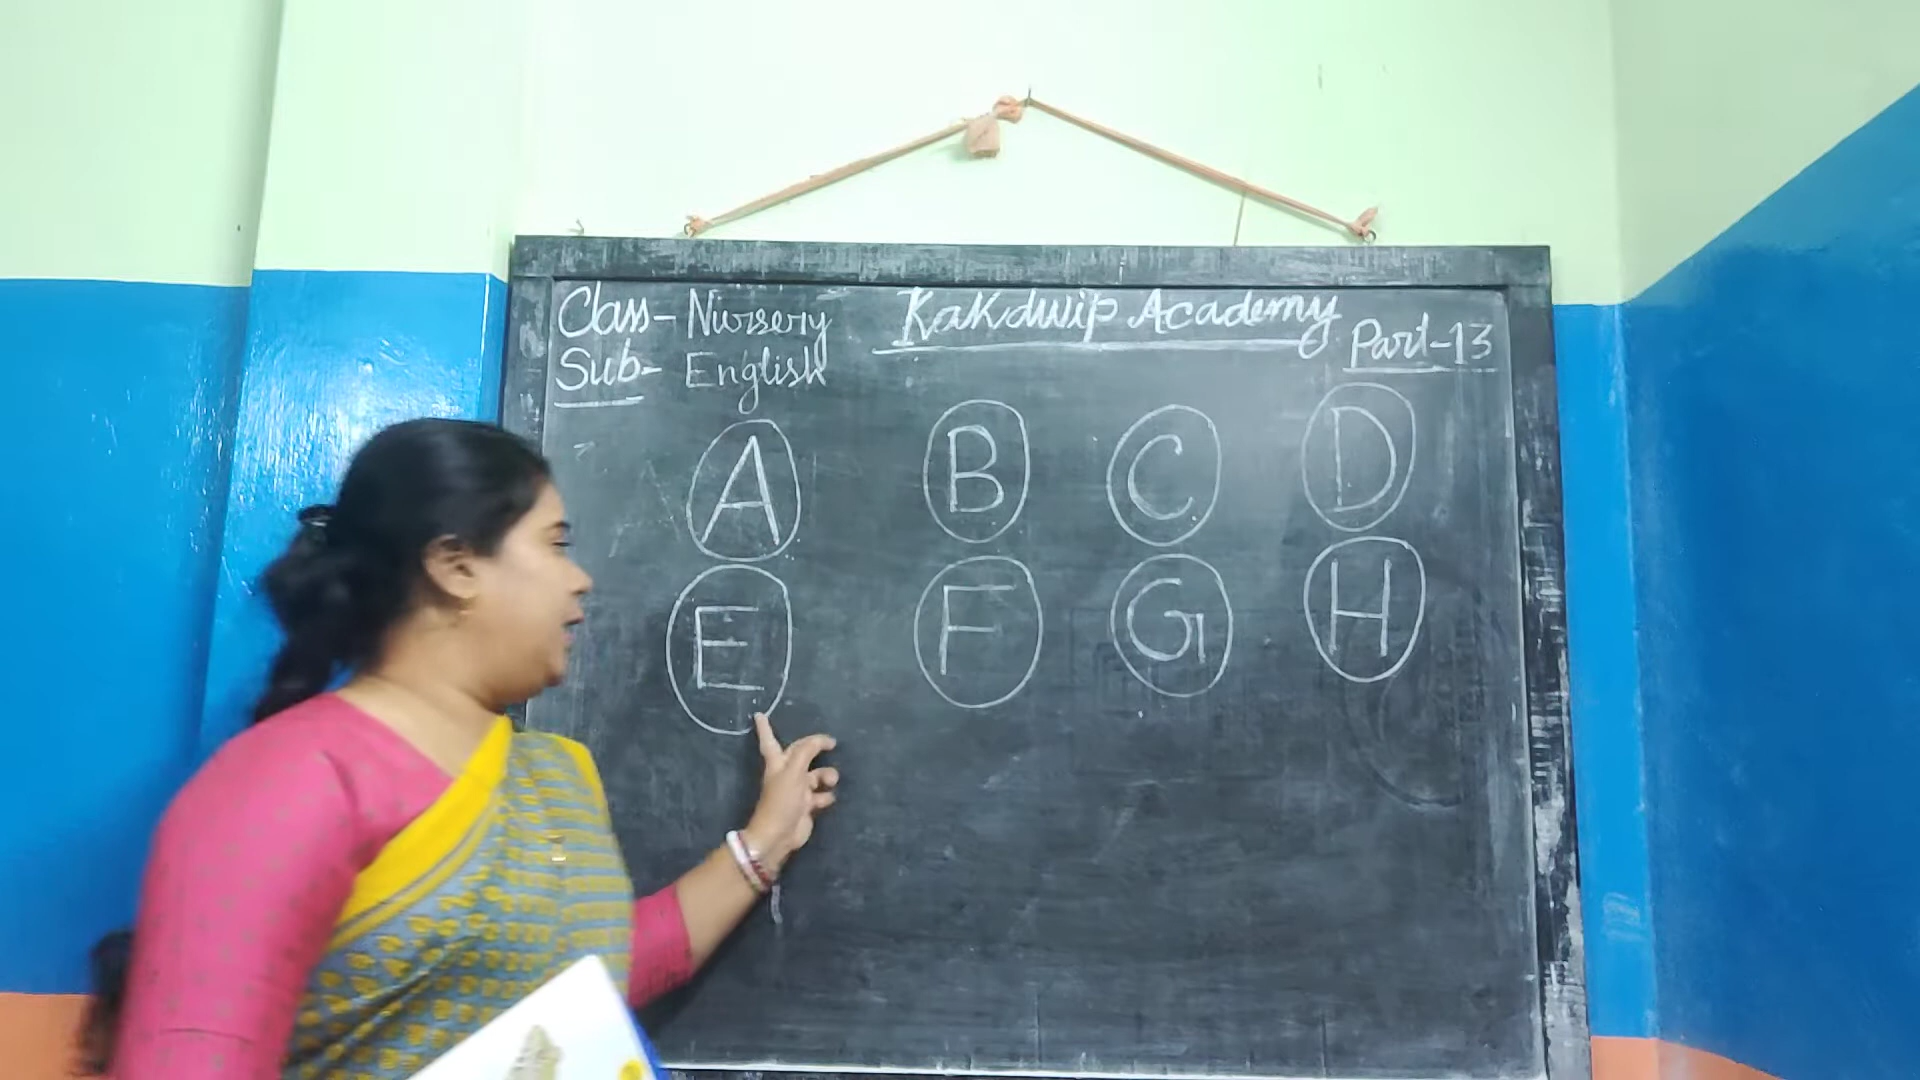 Class- Nursery
Sub- English
Kakdwip Academy
Part-13
A B C D
E F G H